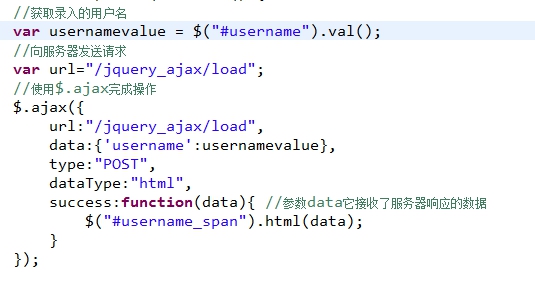 //获取录入的用户名
var usernamevalue = $("#username").val();
//向服务器发送请求
var url="/jquery_ajax/load";
//使用$.ajax完成操作
$.ajax({
url:"/jquery_ajax/load",
data:{'username':usernamevalue},
type:"POST",
dataType:"html",
success:function(data){ //参数data它接收了服务器响应的数据
$("#username_span").html(data);
}
});